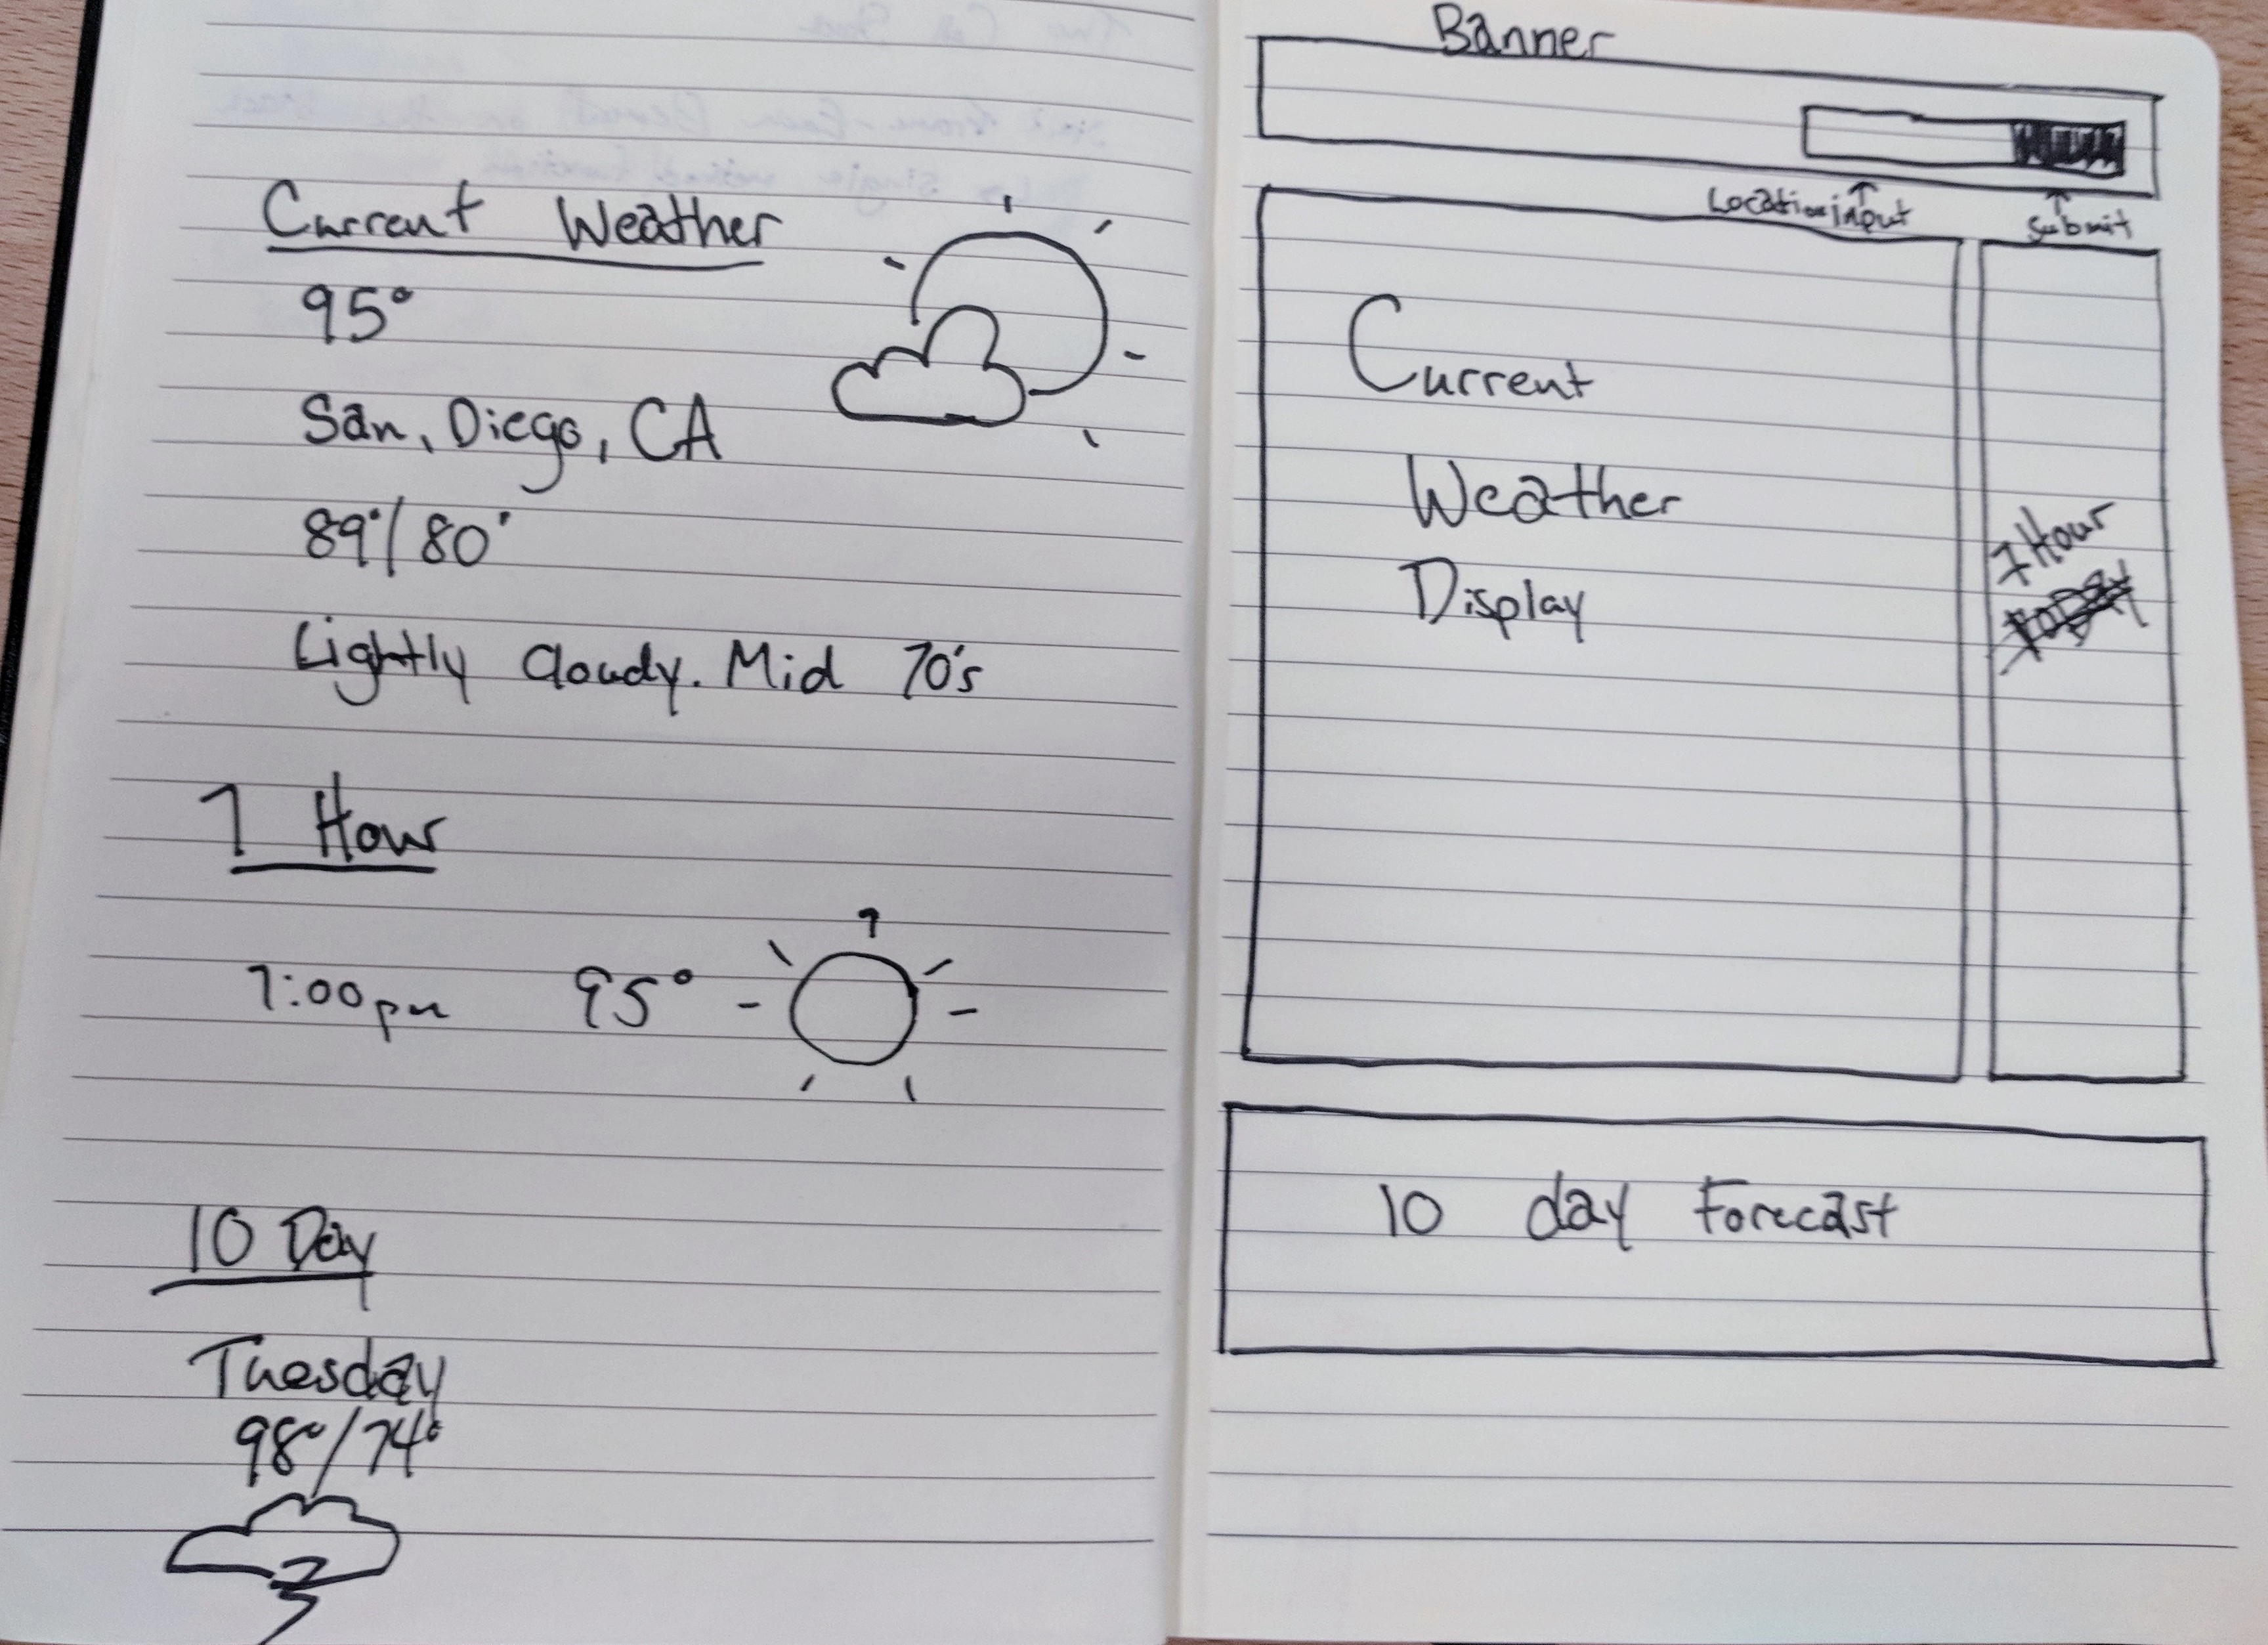 Current Weather
95°
San, Diego, CA
89°/80°
Lightly Cloudy. Mid 70's
7 Hour
7:00pm 95°
10 Day
Tuesday
98°/74°
Banner
Location input
Submit
Current
Weather
Display
7 Hour
10 day Forecast